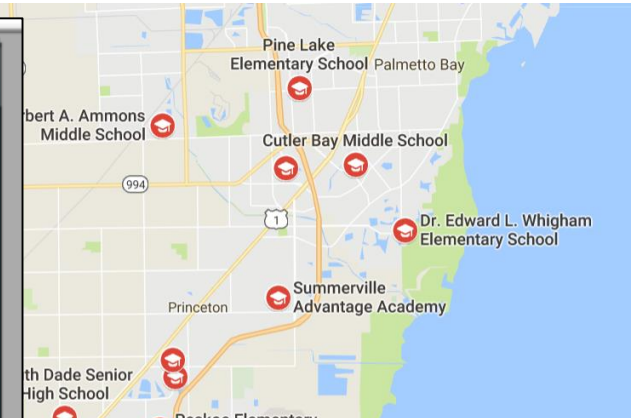 Pine Lake
Elementary School
Palmetto Bay
rbert A. Ammons
Middle School
Cutler Bay Middle School
994
1
Dr. Edward L. Whigham
Elementary School
Summerville
Advantage Academy
Princeton
th Dade Senior
High School
Elementary